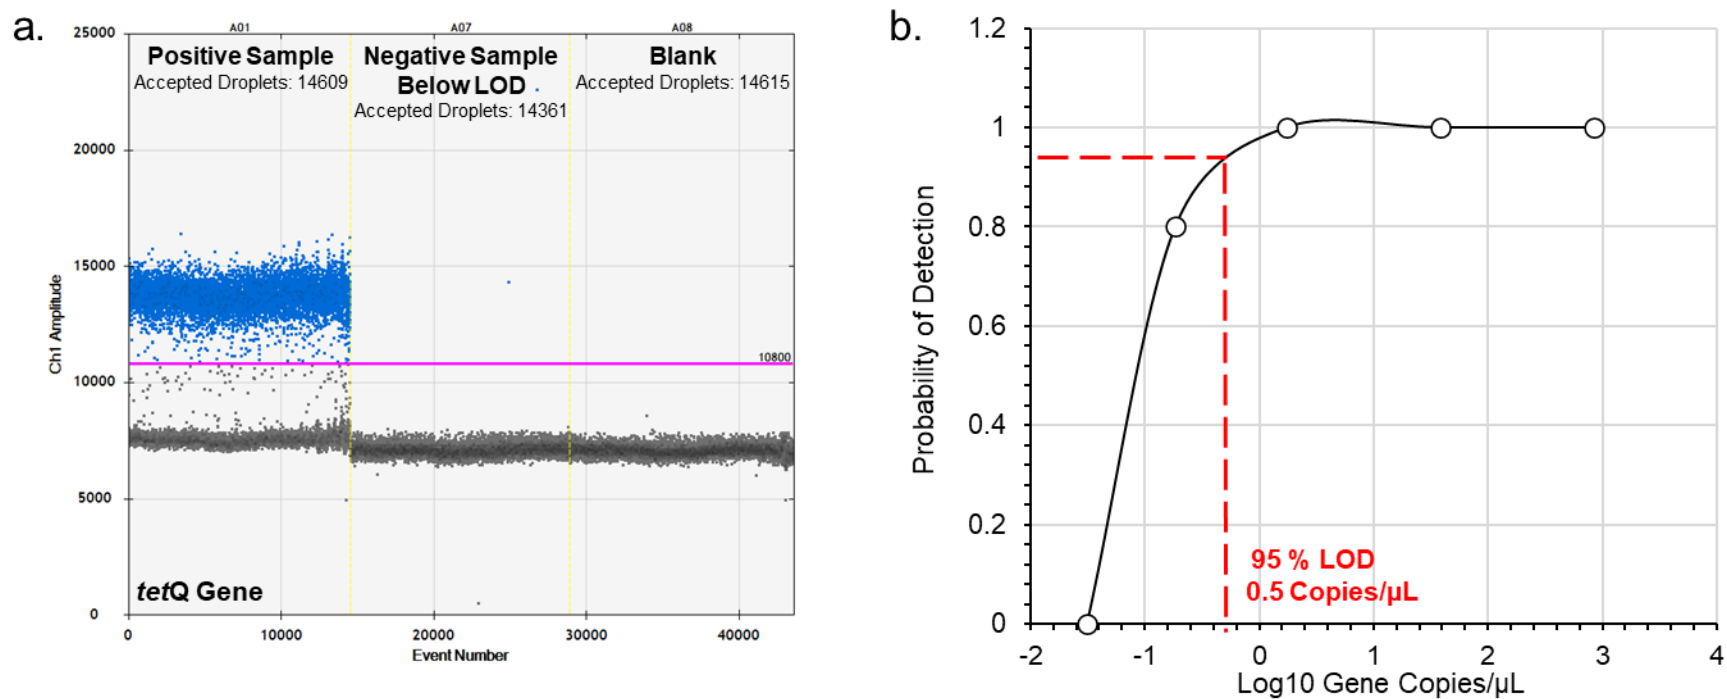 a.
A01
A07
A08
Positive Sample
Accepted Droplets: 14609
Negative Sample
Below LOD
Accepted Droplets: 14361
Blank
Accepted Droplets: 14615
25000
20000
15000
10000
5000
0
Ch1 Amplitude
10800
tetQ Gene
0
10000
20000
30000
40000
Event Number
b.
1.2
1
0.8
0.6
0.4
0.2
0
Probability of Detection
95 % LOD
0.5 Copies/µL
-2
-1
0
1
2
3
4
Log10 Gene Copies/µL